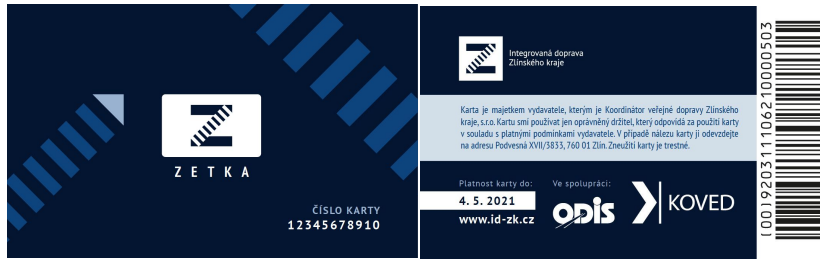 Z
ZETKA
ČÍSLO KARTY
12345678910
Z
Integrovaná doprava
Zlínského kraje
Karta je majetkem vydavatele, kterým je Koordinátor veřejné dopravy Zlínského
kraje, s.r.o. Kartu smí používat jen oprávněný držitel, který odpovídá za použití karty
v souladu s platnými podmínkami vydavatele. V případě nálezu karty ji odevzdejte
na adresu Podvesná XVII/3833, 760 01 Zlín. Zneužití karty je trestné.
Platnost karty do:
4. 5. 2021
www.id-zk.cz
Ve spolupráci:
ODIS
KOVED
(00)920311106210000503